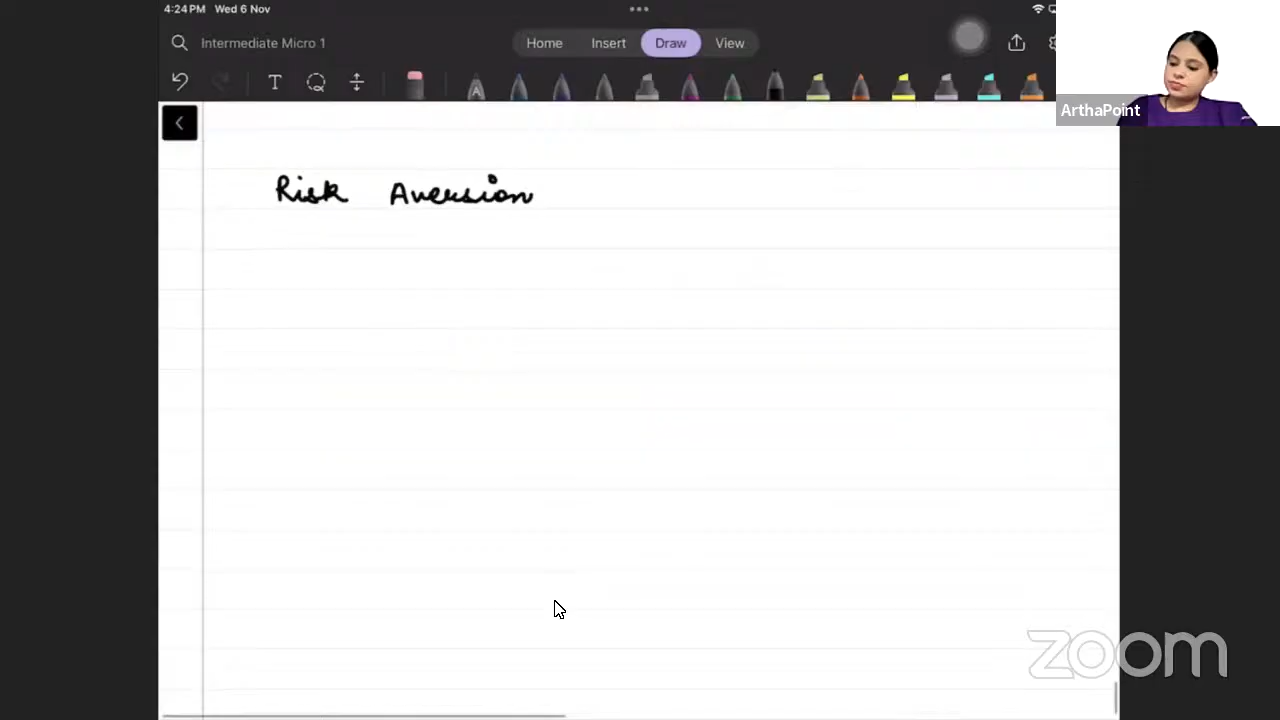 4:24 PM Wed 6 Nov
Intermediate Micro 1
Home Insert Draw View
T
A
ArthaPoint
Risk Aversion
zoom